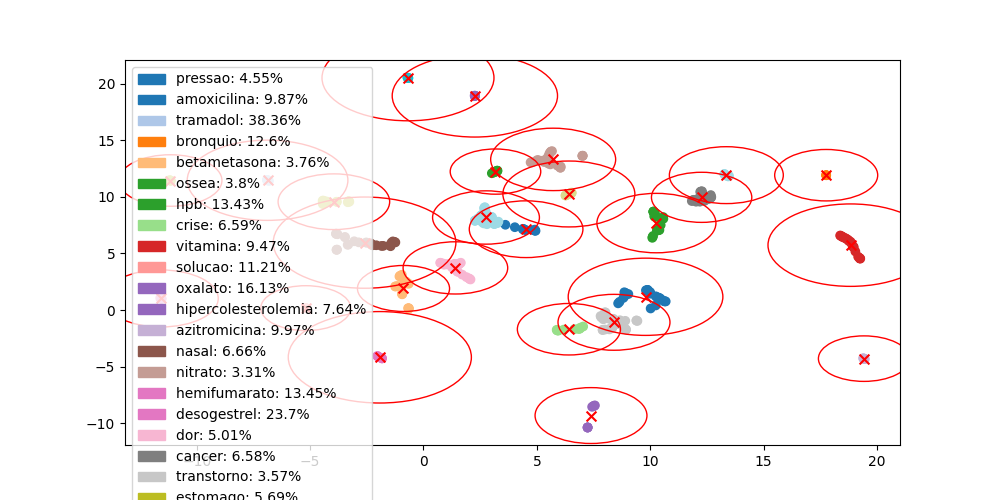 20
15
10
5
0
−5
−10
pressao: 4.55%
amoxicilina: 9.87%
tramadol: 38.36%
bronquio: 12.6%
betametasona: 3.76%
ossea: 3.8%
hpb: 13.43%
crise: 6.59%
vitamina: 9.47%
solucao: 11.21%
oxalato: 16.13%
hipercolesterolemia: 7.64%
azitromicina: 9.97%
nasal: 6.66%
nitrato: 3.31%
hemifumarato: 13.45%
desogestrel: 23.7%
dor: 5.01%
cancer: 6.58%
transtorno: 3.57%
estomago: 5.69%
−10 −5 0 5 10 15 20